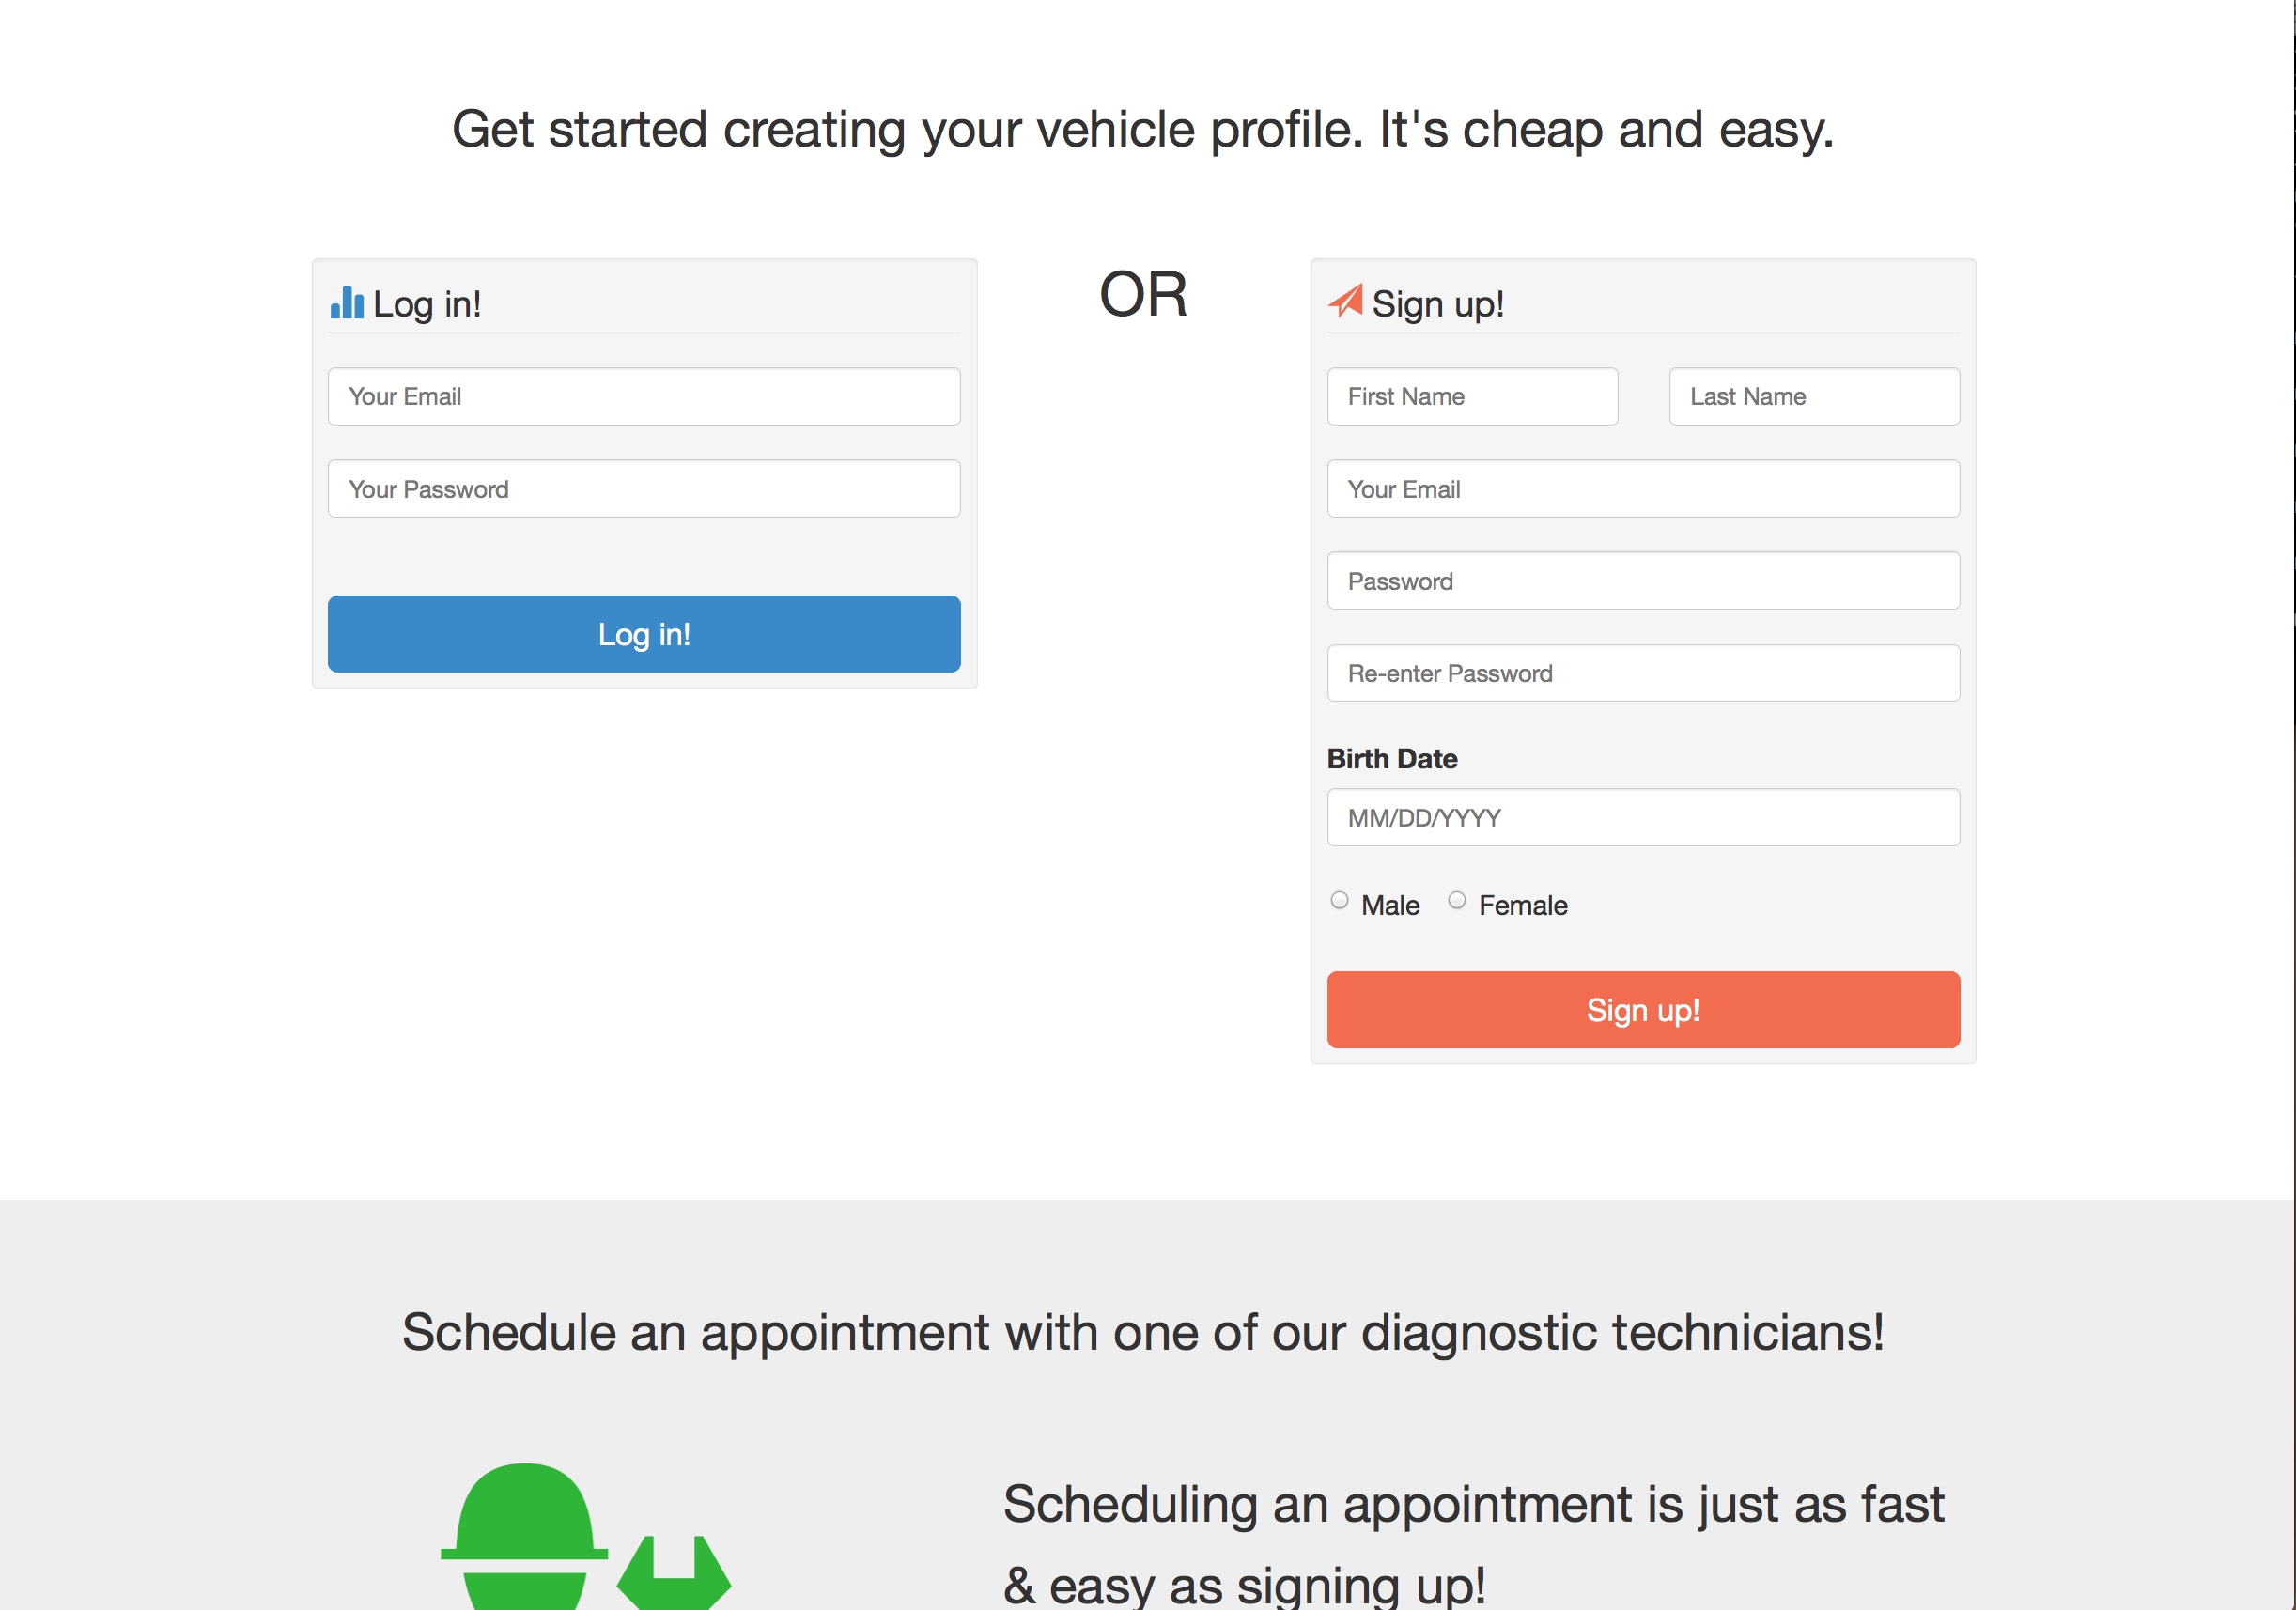 Get started creating your vehicle profile. It's cheap and easy.
Log in!
Your Email
Your Password
Log in!
OR
Sign up!
First Name Last Name
Your Email
Password
Re-enter Password
Birth Date
MM/DD/YYYY
Male Female
Sign up!
Schedule an appointment with one of our diagnostic technicians!
Scheduling an appointment is just as fast
& easy as signing up!